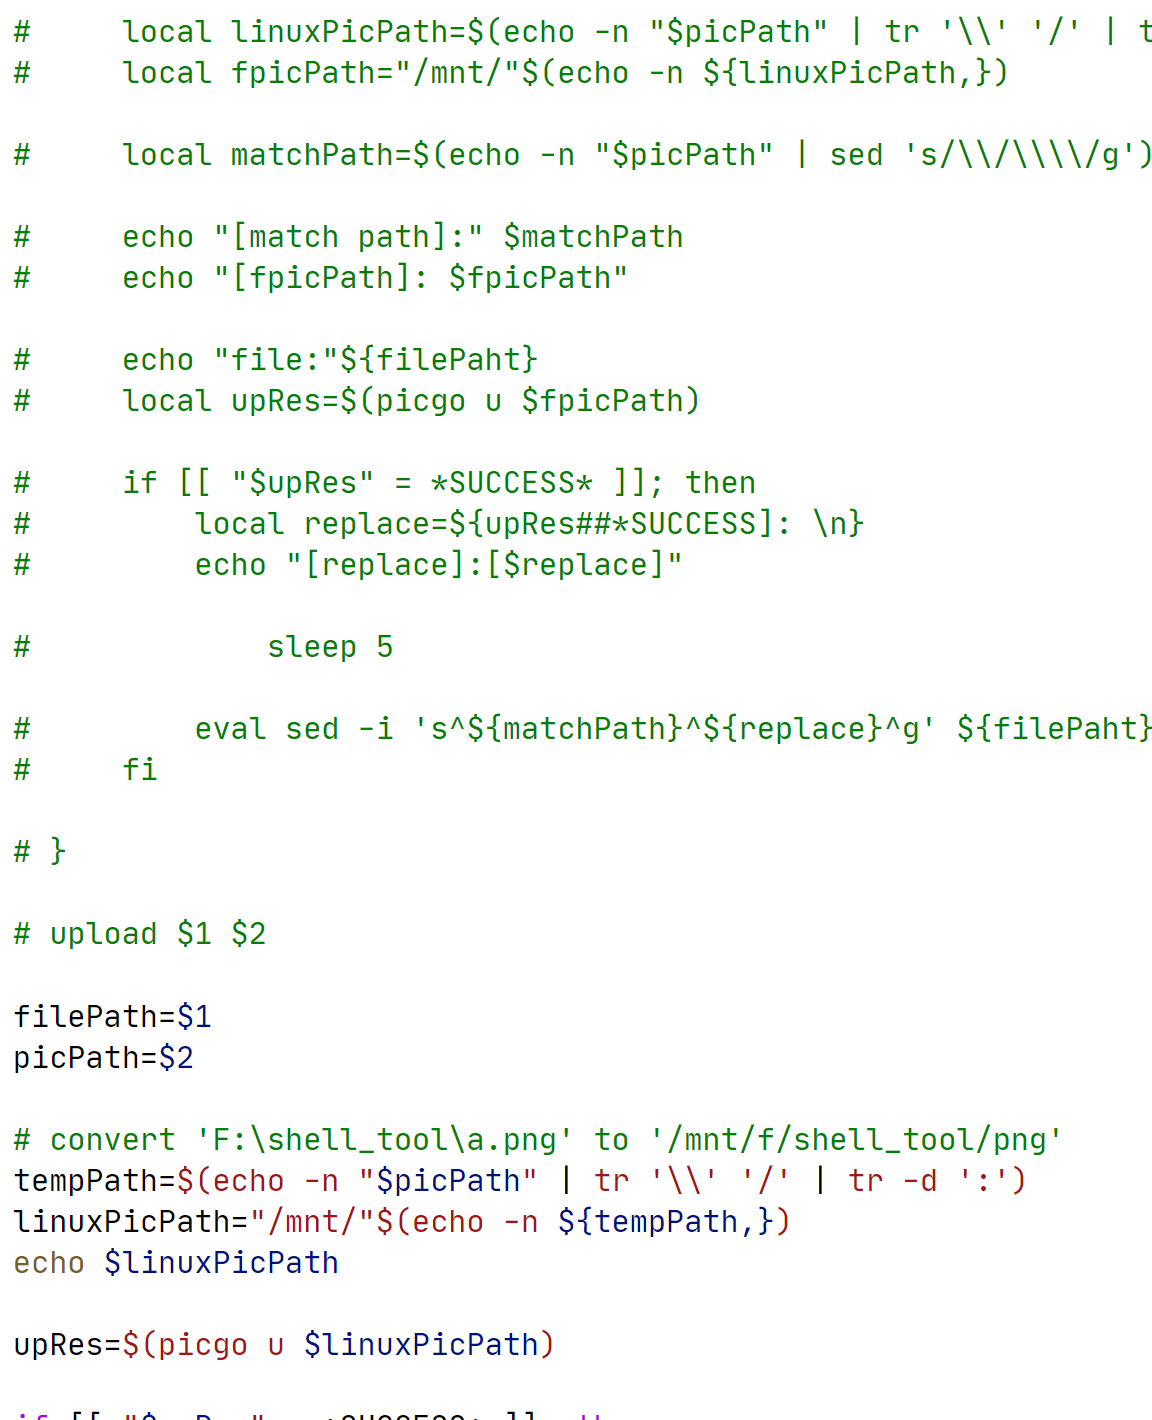 #     local linuxPicPath=$(echo -n "$picPath" | tr '\\' '/' | t
#     local fpicPath="/mnt/"$(echo -n ${linuxPicPath,})
#     local matchPath=$(echo -n "$picPath" | sed 's/\\/\\\\/g')
#     echo "[match path]:" $matchPath
#     echo "[fpicPath]: $fpicPath"
#     echo "file:"${filePaht}
#     local upRes=$(picgo u $fpicPath)
#     if [[ "$upRes" = *SUCCESS* ]]; then
#         local replace=${upRes##*SUCCESS]: \n}
#         echo "[replace]:[$replace]"
#             sleep 5
#         eval sed -i 's^${matchPath}^${replace}^g' ${filePaht}
#     fi
# }
# upload $1 $2
filePath=$1
picPath=$2
# convert 'F:\shell_tool\a.png' to '/mnt/f/shell_tool/png'
tempPath=$(echo -n "$picPath" | tr '\\' '/' | tr -d ':')
linuxPicPath="/mnt/"$(echo -n ${tempPath,})
echo $linuxPicPath
upRes=$(picgo u $linuxPicPath)